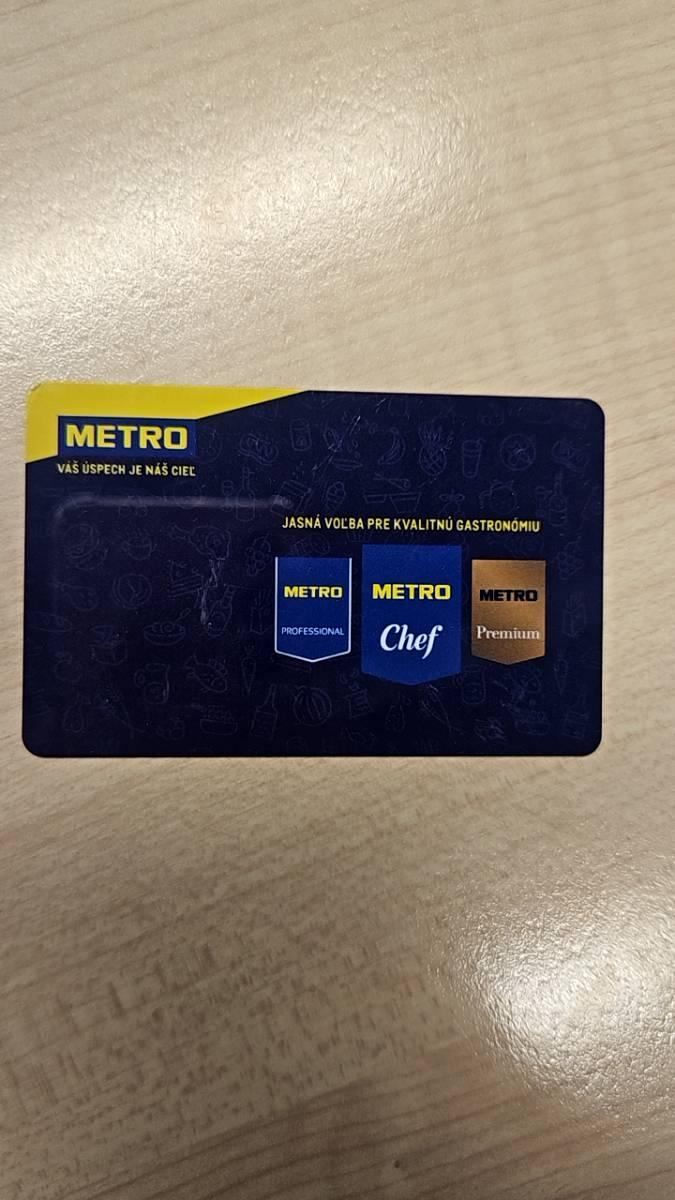 METRO
VÁŠ ÚSPECH JE NÁŠ CIEĽ
JASNÁ VOĽBA PRE KVALITNÚ GASTRONÓMIU
METRO
PROFESSIONAL
METRO
Chef
METRO
Premium